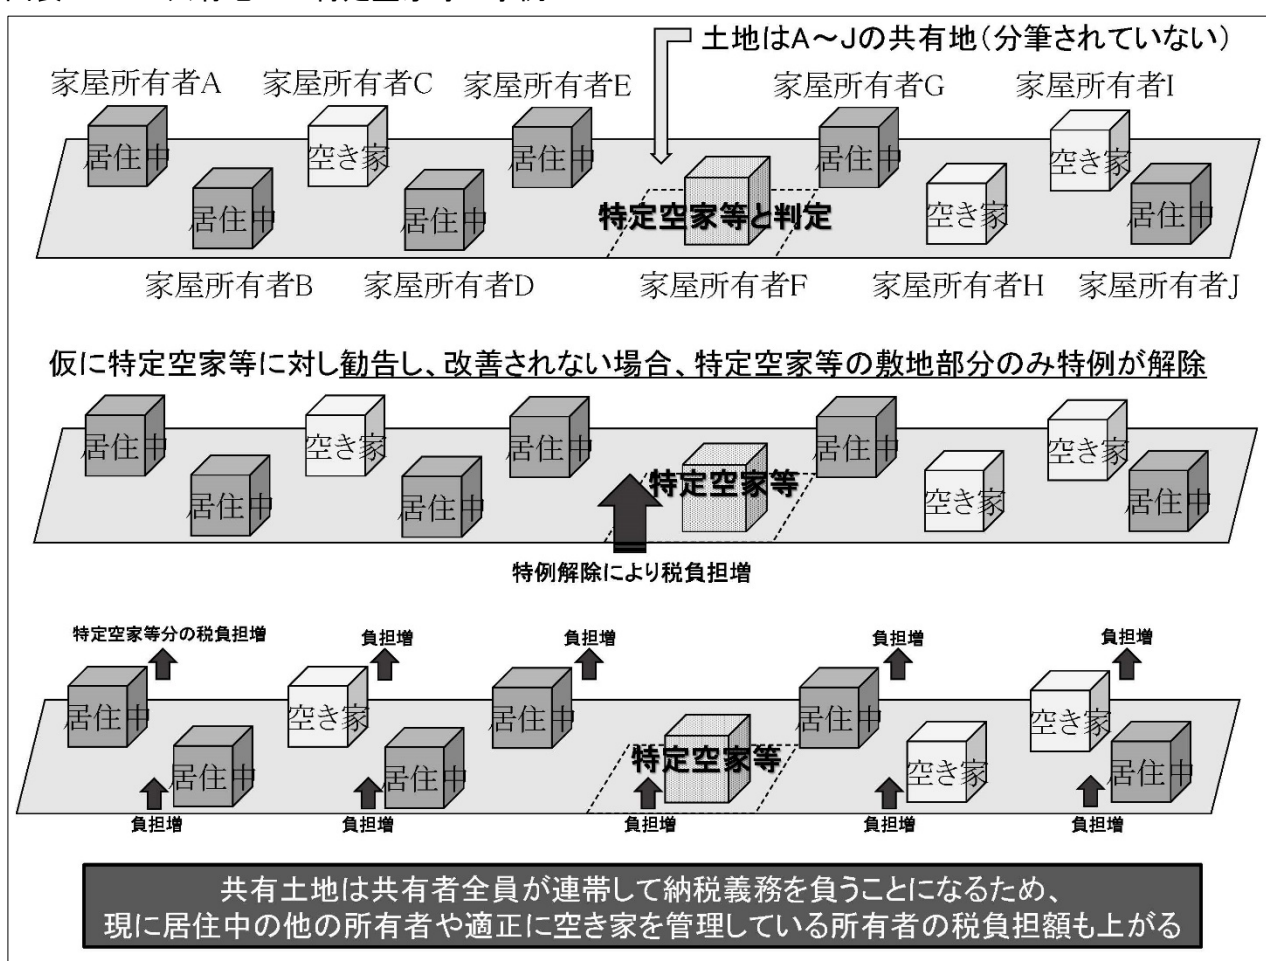 土地はA～Jの共有地（分筆されていない）
家屋所有者A
家屋所有者C
家屋所有者E
家屋所有者G
家屋所有者I
居住中
空き家
居住中
居住中
空き家
居住中
居住中
特定空家等と判定
空き家
居住中
家屋所有者B
家屋所有者D
家屋所有者F
家屋所有者H
家屋所有者J
仮に特定空家等に対し勧告し、改善されない場合、特定空家等の敷地部分のみ特例が解除
居住中
空き家
居住中
居住中
空き家
居住中
居住中
特定空家等
空き家
居住中
特例解除により税負担増
特定空家等分の税負担増
負担増
負担増
負担増
負担増
居住中
空き家
居住中
居住中
空き家
居住中
居住中
特定空家等
空き家
居住中
負担増
負担増
負担増
負担増
負担増
共有土地は共有者全員が連帯して納税義務を負うことになるため、
現に居住中の他の所有者や適正に空き家を管理している所有者の税負担額も上がる